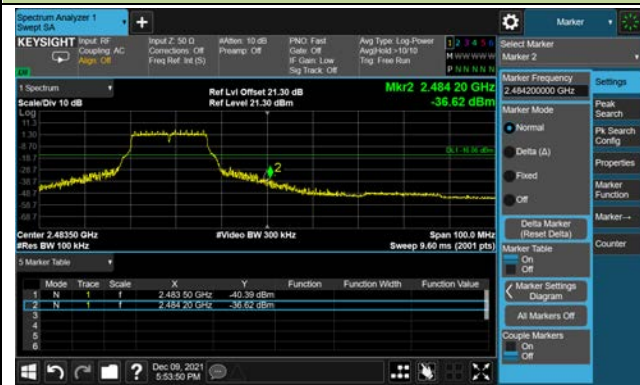 Spectrum Analyzer 1
Swept SA
KEYSIGHT
Input: RF
Coupling: AC
Align: Off
Input Z: 50 Ω
Corrections: Off
Freq Ref: Int (S)
#Atten: 10 dB
Preamp: Off
PNO: Fast
Gate: Off
IF Gain: Low
Sig Track: Off
Avg Type: Log-Power
Avg|Hold:>10/10
Trig: Free Run
1 2 3 4 5 6
M W W W W W
P N N N N N
1 Spectrum
Scale/Div 10 dB
Ref Lvl Offset 21.30 dB
Ref Level 21.30 dBm
Mkr2 2.484 20 GHz
-36.62 dBm
Log
11.3
1.30
-8.70
-18.7
-28.7
-38.7
-48.7
-58.7
-68.7
2
Center 2.48350 GHz
#Res BW 100 kHz
#Video BW 300 kHz
Span 100.0 MHz
Sweep 9.60 ms (2001 pts)
5 Marker Table
Mode Trace Scale X Y Function Function Width Function Value
1 N 1 f 2.483 50 GHz -40.39 dBm
2 N 1 f 2.484 20 GHz -36.62 dBm
3
4
5
6
Dec 09, 2021
5:53:50 PM
Marker
Select Marker
Marker 2
Marker Frequency
2.484200000 GHz
Marker Mode
Normal
Delta (Δ)
Fixed
Off
Delta Marker
(Reset Delta)
Marker Table
On
Off
Marker Settings
Diagram
All Markers Off
Couple Markers
On
Off
Settings
Peak
Search
Pk Search
Config
Properties
Marker
Function
Marker→
Counter